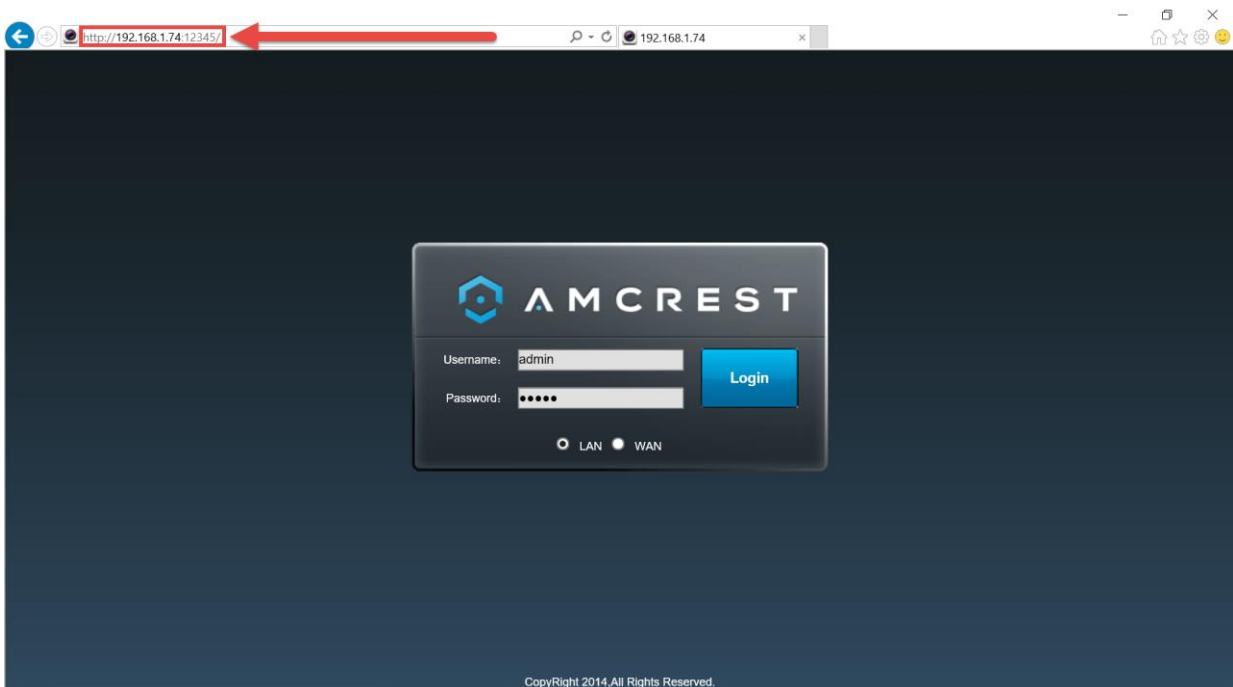 http://192.168.1.74:12345/
192.168.1.74
AMCREST
Username:
admin
Login
Password:
LAN WAN
CopyRight 2014,All Rights Reserved.